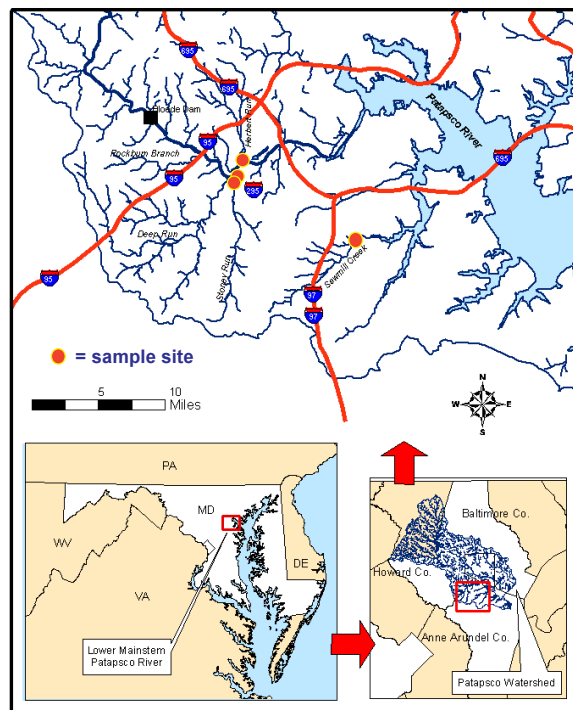 695
695
Bloede Dam
Herbert Run
Patapsco River
95
Rockburn Branch
695
95
295
Deep Run
Stoney Run
Sawmill Creek
95
97
97
= sample site
5 10
Miles
N
W E
S
PA
MD
WV
DE
VA
Lower Mainstem
Patapsco River
Baltimore Co.
Howard Co.
Anne Arundel Co.
Patapsco Watershed